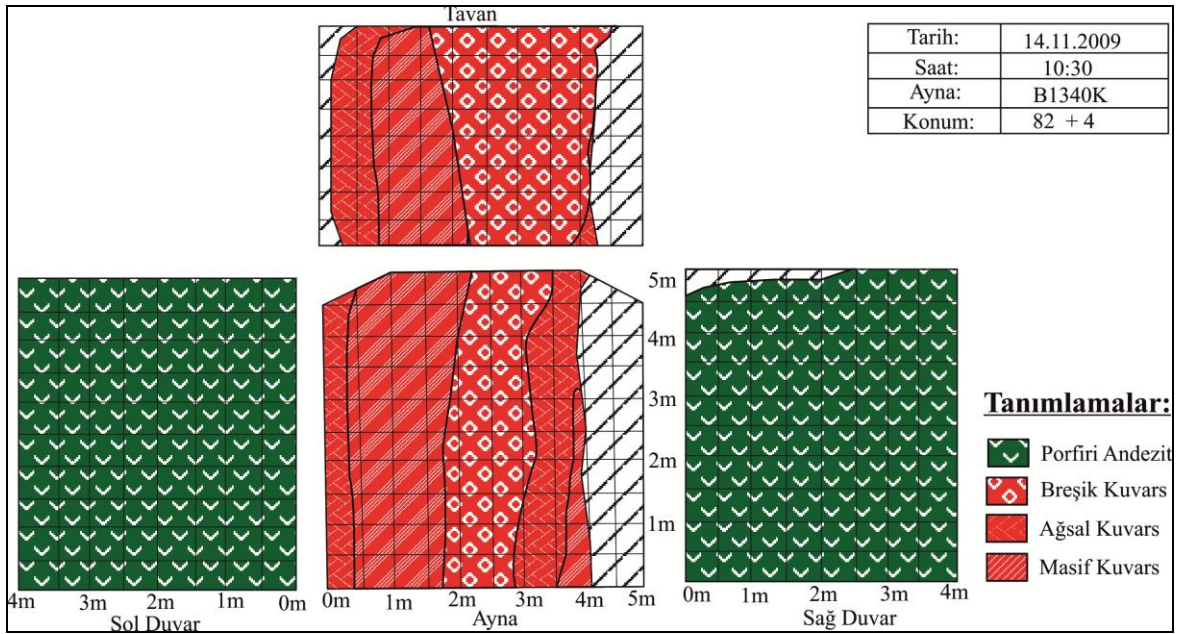 Tavan
Tarih: 14.11.2009
Saat: 10:30
Ayna: B1340K
Konum: 82 + 4
5m
4m
3m
2m
1m
4m 3m 2m 1m 0m
Sol Duvar
0m 1m 2m 3m 4m 5m
Ayna
0m 1m 2m 3m 4m
Sağ Duvar
Tanımlamalar:
Porfiri Andezit
Breşik Kuvars
Ağsal Kuvars
Masif Kuvars